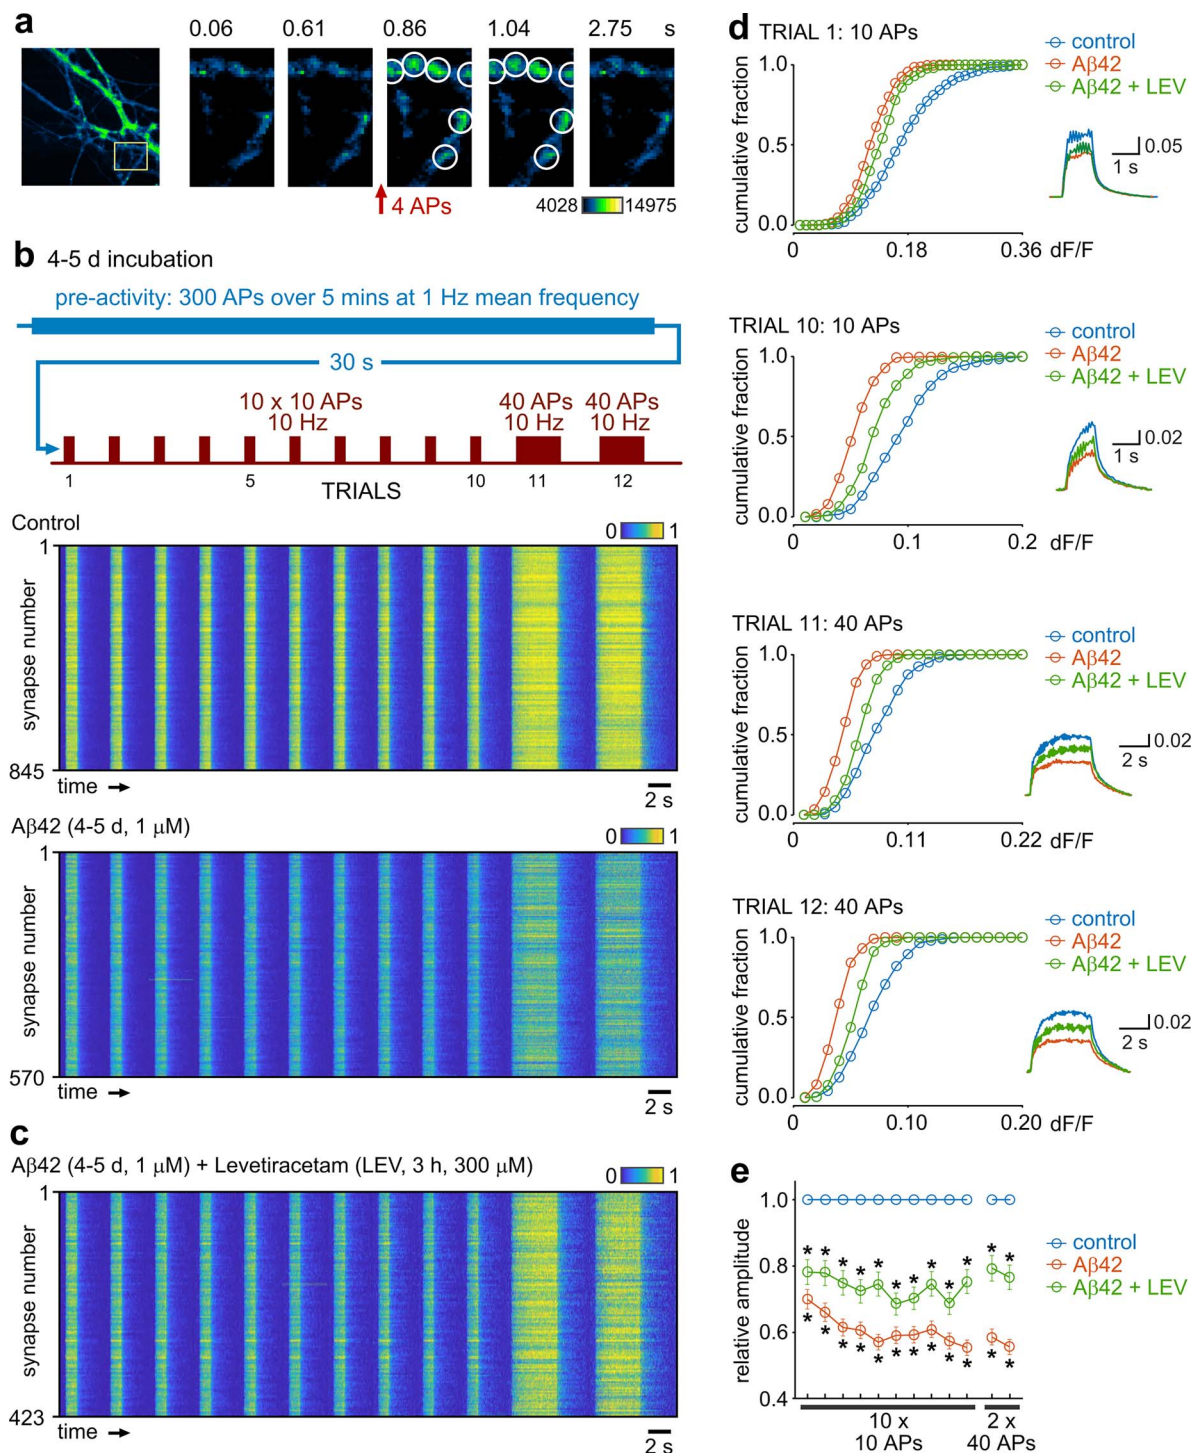 a
0.06 0.61 0.86 1.04 2.75 s
4 APs
4028 14975
b 4-5 d incubation
pre-activity: 300 APs over 5 mins at 1 Hz mean frequency
30 s
10 x 10 APs
10 Hz
40 APs
10 Hz
40 APs
10 Hz
1 5 10 11 12
TRIALS
Control
0 1
1
synapse number
845
time
2 s
Aβ42 (4-5 d, 1 μM)
0 1
1
synapse number
570
time
2 s
c
Aβ42 (4-5 d, 1 μM) + Levetiracetam (LEV, 3 h, 300 μM)
0 1
1
synapse number
423
time
2 s
d
TRIAL 1: 10 APs
control
Aβ42
Aβ42 + LEV
cumulative fraction
1.0
0.5
0.0
0 0.18 0.36 dF/F
0.05
1 s
TRIAL 10: 10 APs
control
Aβ42
Aβ42 + LEV
cumulative fraction
1.0
0.5
0.0
0 0.1 0.2 dF/F
0.02
1 s
TRIAL 11: 40 APs
control
Aβ42
Aβ42 + LEV
cumulative fraction
1.0
0.5
0.0
0 0.11 0.22 dF/F
0.02
2 s
TRIAL 12: 40 APs
control
Aβ42
Aβ42 + LEV
cumulative fraction
1.0
0.5
0.0
0 0.10 0.20 dF/F
0.02
2 s
e
relative amplitude
1.0
0.8
0.6
0.4
control
Aβ42
Aβ42 + LEV
* * * * * * * * * * * *
* * * * * * * * * * * *
10 x
10 APs
2 x
40 APs